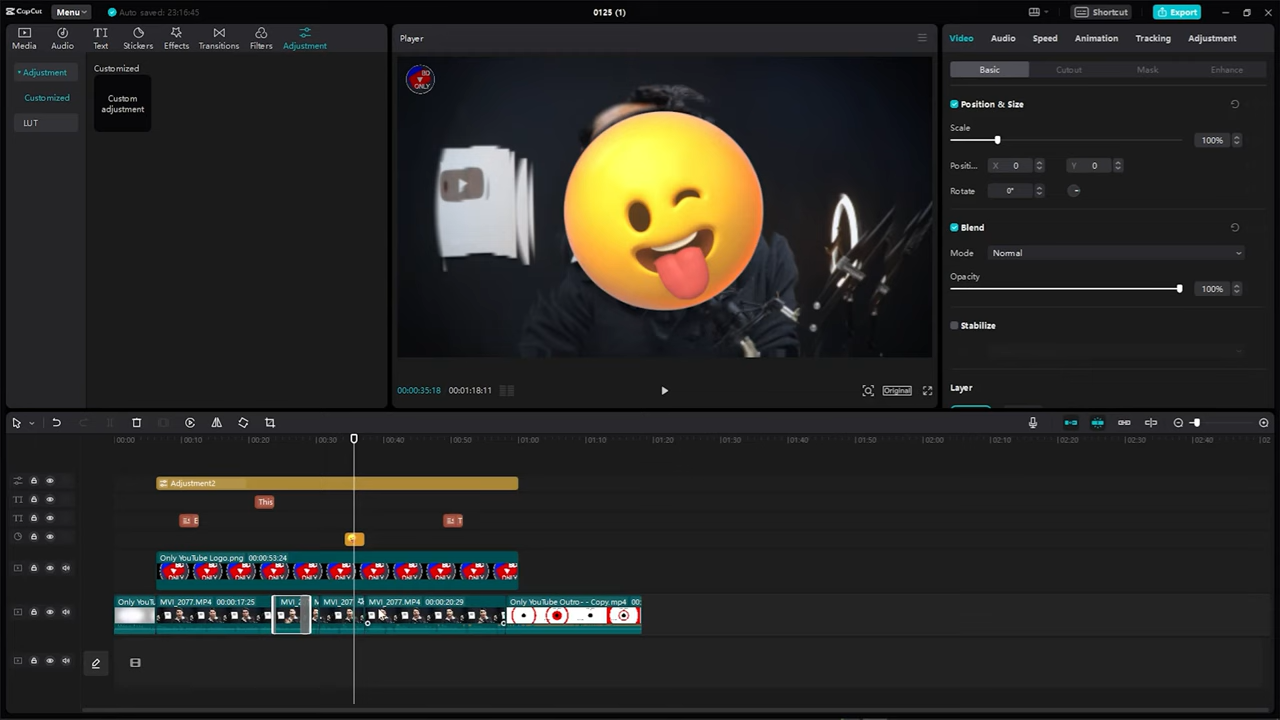 CapCut
Menu
Auto saved: 23:16:45
0125 (1)
Shortcut
Export
Media
Audio
Text
Stickers
Effects
Transitions
Filters
Adjustment
Adjustment
Customized
LUT
Customized
Custom adjustment
Player
BD
ONLY
00:00:35:18
00:01:18:11
Original
Video
Audio
Speed
Animation
Tracking
Adjustment
Basic
Cutout
Mask
Enhance
Position & Size
Scale
100%
Positi...
X 0
Y 0
Rotate
0°
Blend
Mode
Normal
Opacity
100%
Stabilize
Layer
00:00
00:10
00:20
00:30
00:40
00:50
01:00
01:10
01:20
01:30
01:40
01:50
02:00
02:10
02:20
02:30
02:40
02
Adjustment2
This
E
T
Only YouTube Logo.png 00:00:53:24
Only YouT
MVI_2077.MP4 00:00:17:25
MVI_2
MVI_207
MVI_2077.MP4 00:00:20:29
Only YouTube Outro- - Copy.mp4 00: